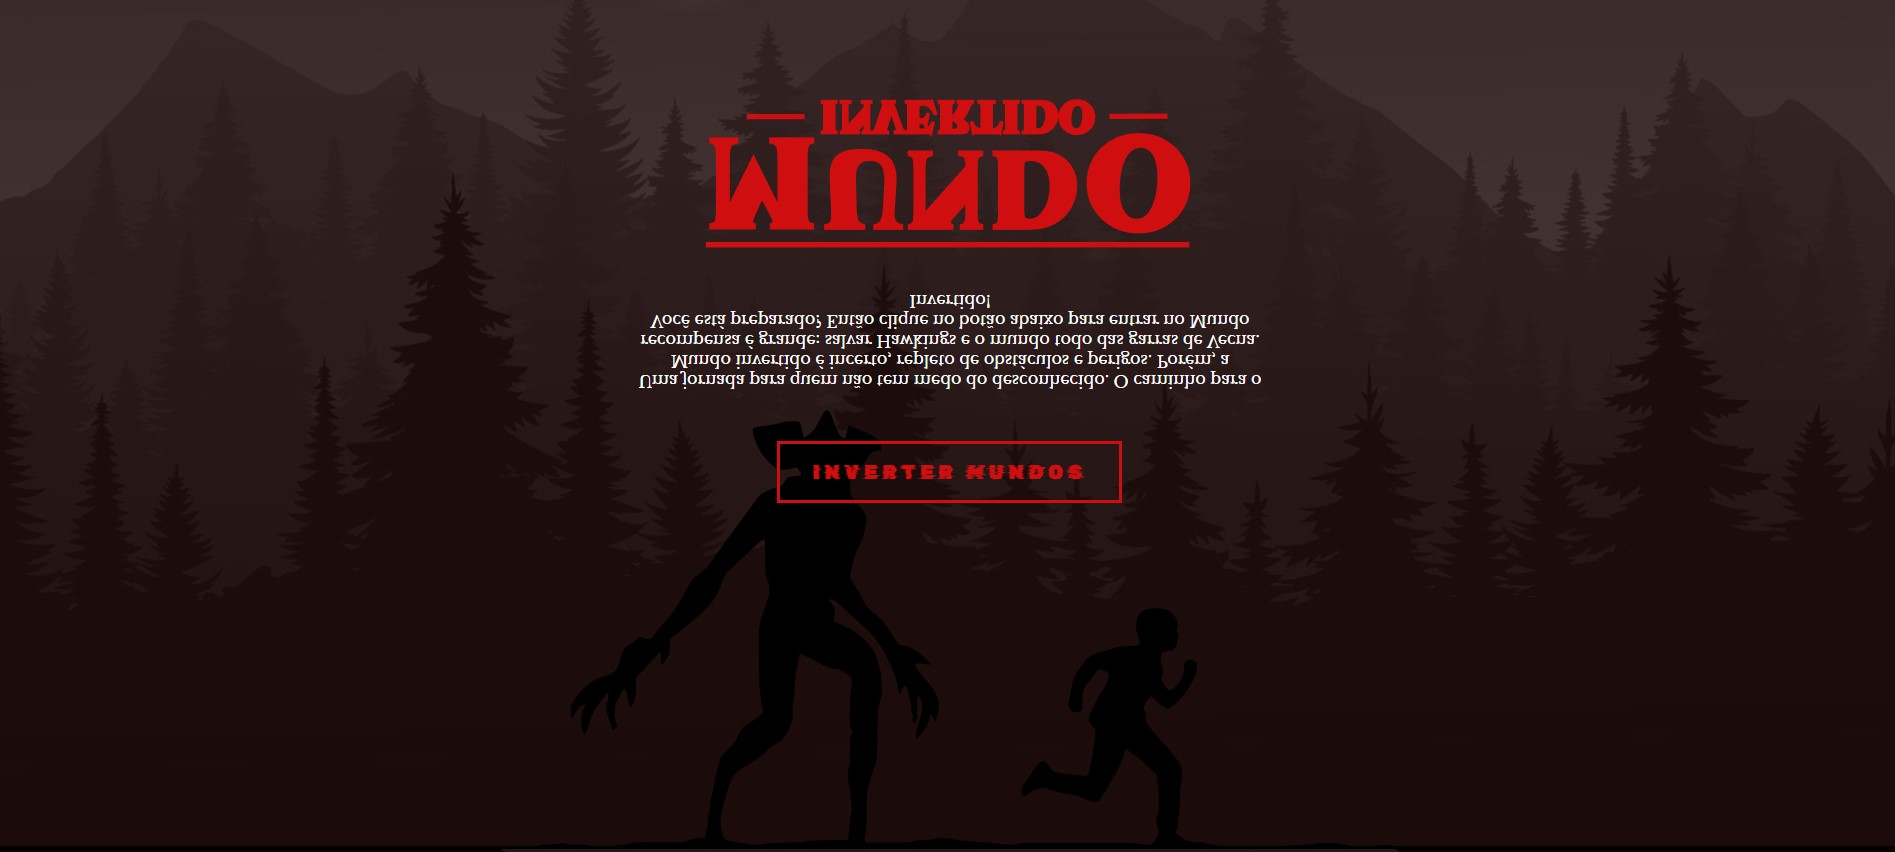 MUNDO
INVERTIDO
Uma jornada para quem não tem medo do desconhecido. O caminho para o
Mundo invertido é incerto, repleto de obstáculos e perigos. Porém, a
recompensa é grande: salvar Hawkings e o mundo todo das garras de Vecna.
Você está preparado? Então clique no botão abaixo para entrar no Mundo
Invertido!
INVERTER MUNDOS